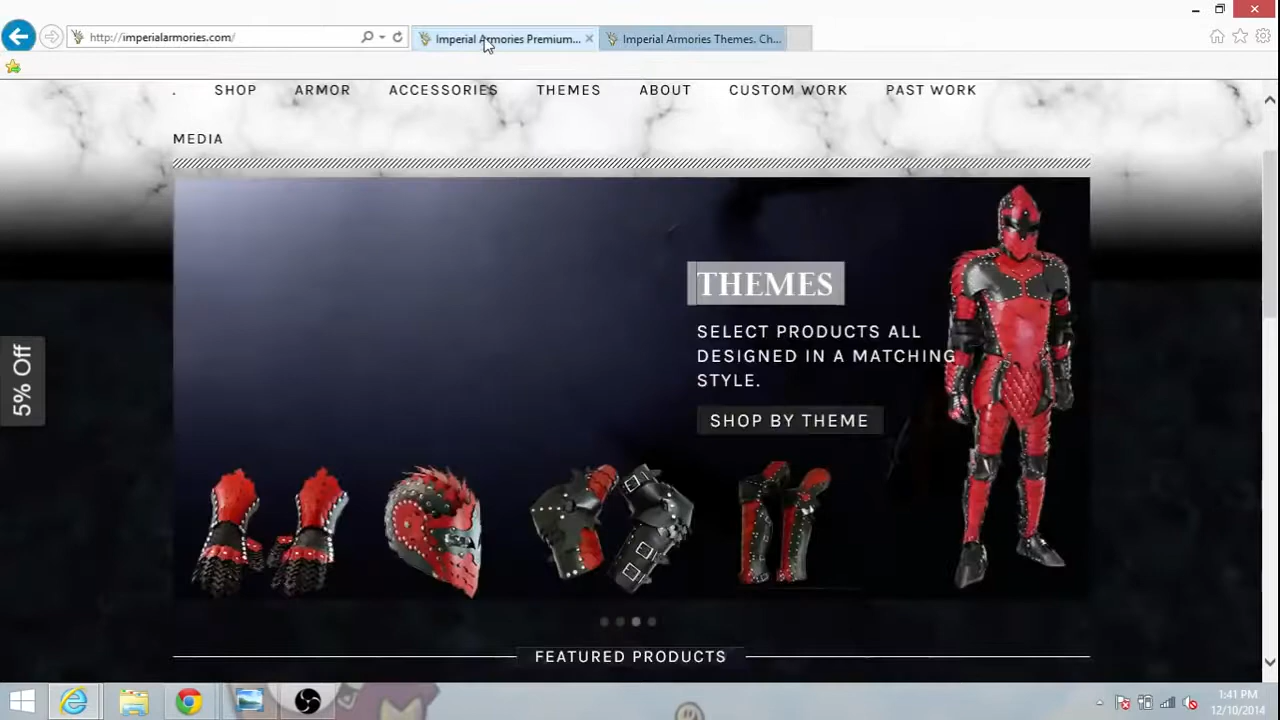 http://imperialarmories.com/
Imperial Armories Premium...
Imperial Armories Themes. Ch...
. SHOP ARMOR ACCESSORIES THEMES ABOUT CUSTOM WORK PAST WORK
MEDIA
THEMES
SELECT PRODUCTS ALL
DESIGNED IN A MATCHING
STYLE.
SHOP BY THEME
5% Off
FEATURED PRODUCTS
1:41 PM
12/10/2014